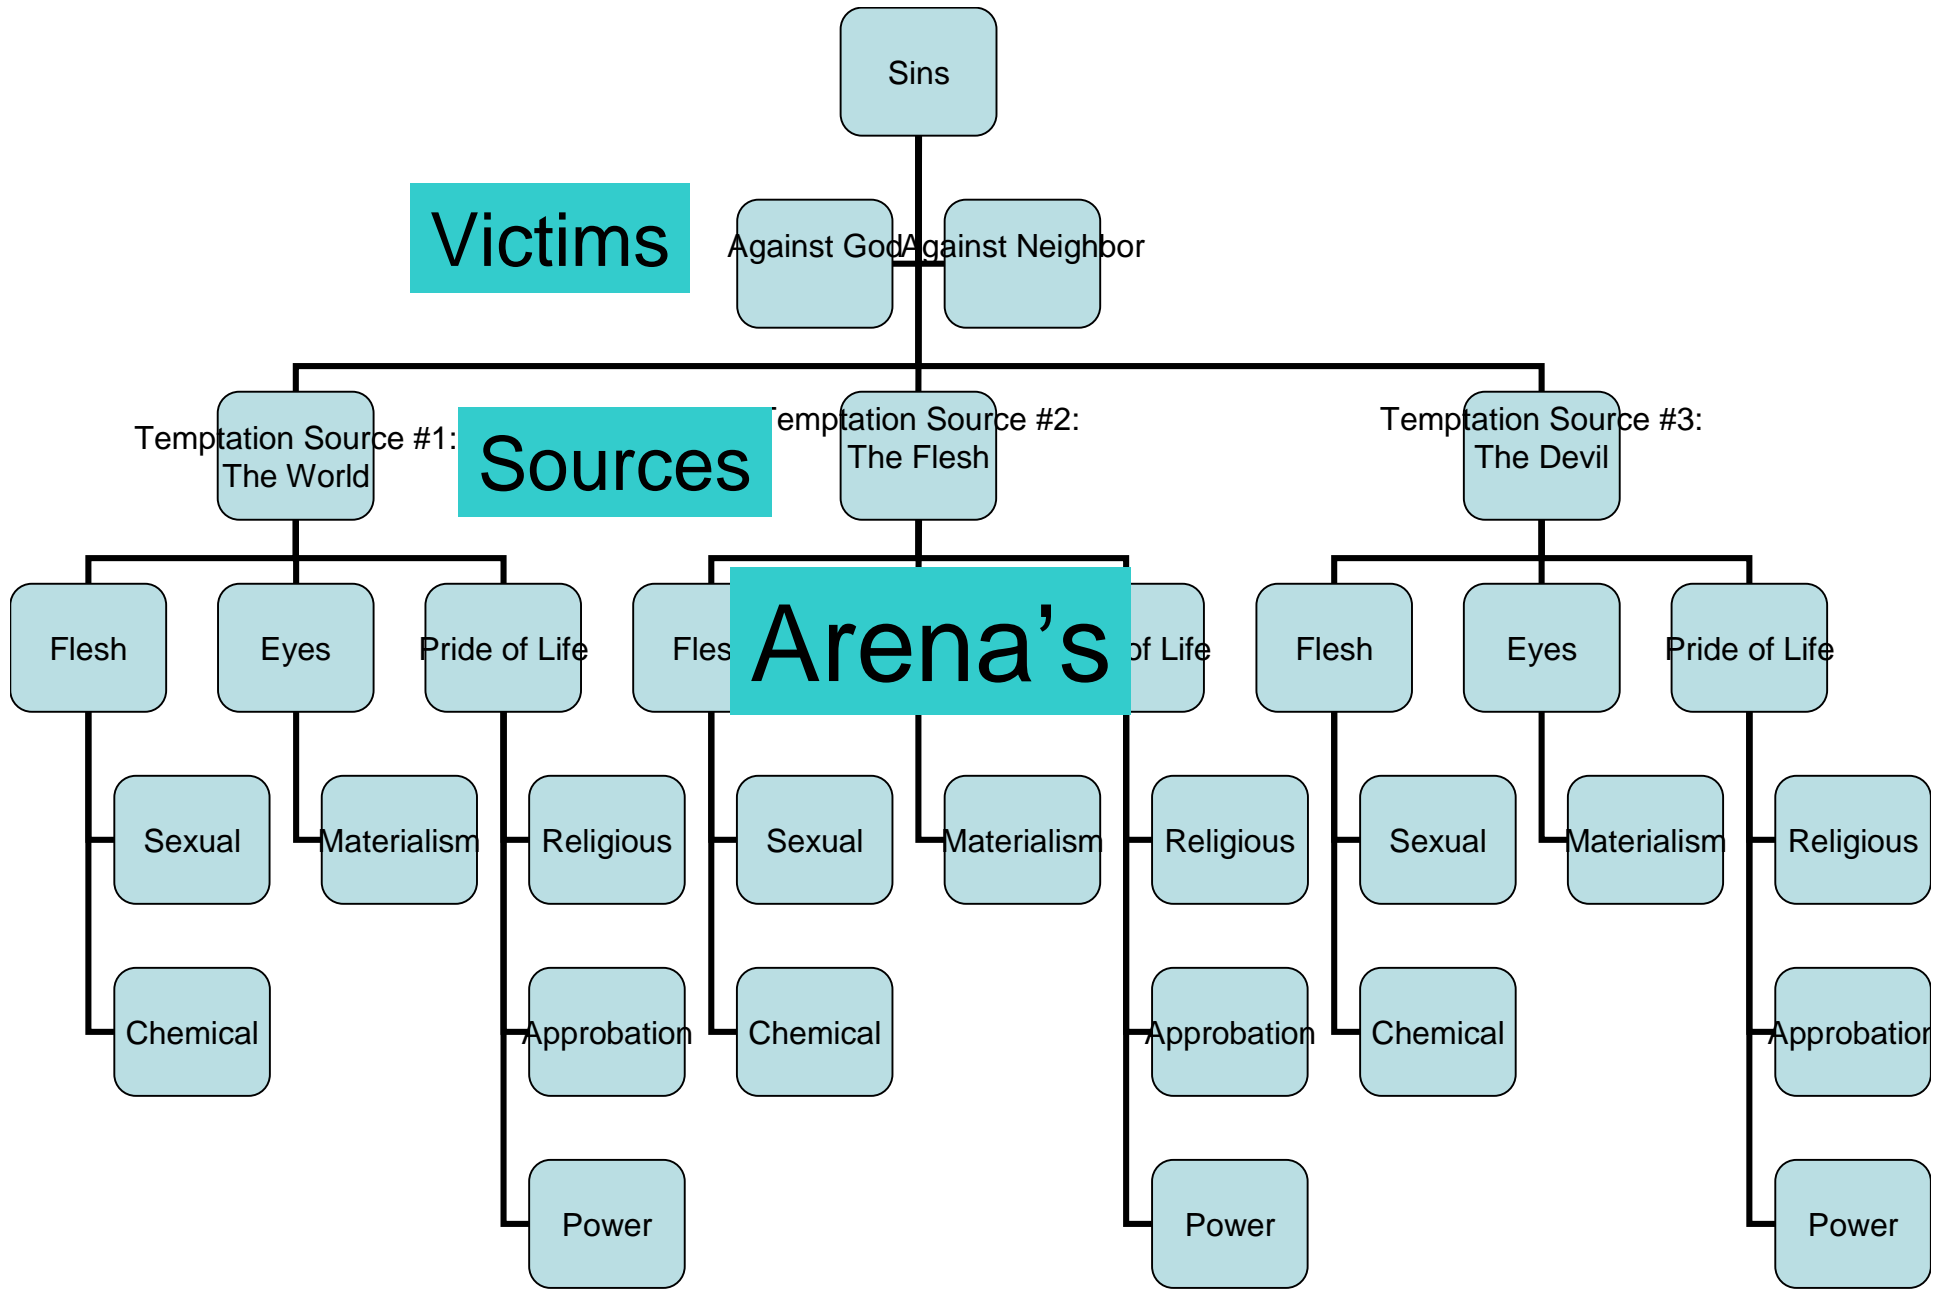 Sins
Victims
Against God
Against Neighbor
Temptation Source #1:
The World
Sources
Temptation Source #2:
The Flesh
Temptation Source #3:
The Devil
Flesh
Eyes
Pride of Life
Arena’s
of Life
Flesh
Eyes
Pride of Life
Sexual
Materialism
Religious
Sexual
Materialism
Religious
Sexual
Materialism
Religious
Chemical
Approbation
Chemical
Approbation
Chemical
Approbation
Power
Power
Power